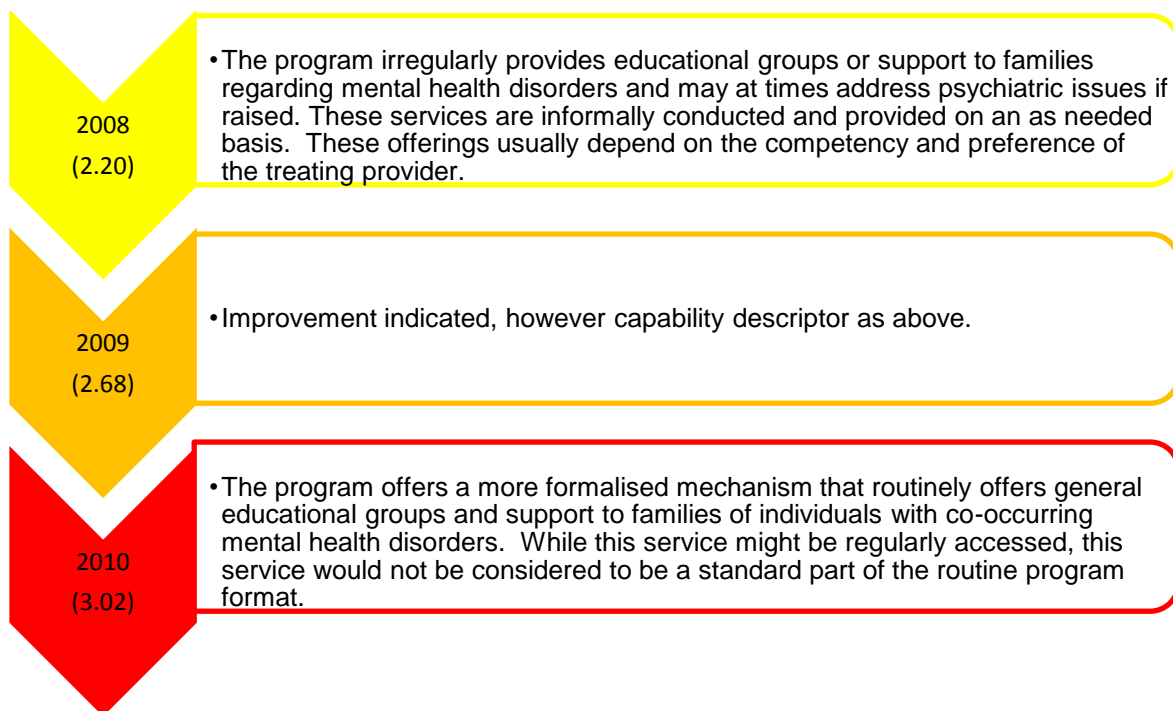 2008
(2.20)
•The program irregularly provides educational groups or support to families
regarding mental health disorders and may at times address psychiatric issues if
raised. These services are informally conducted and provided on an as needed
basis.  These offerings usually depend on the competency and preference of
the treating provider.
2009
(2.68)
•Improvement indicated, however capability descriptor as above.
2010
(3.02)
•The program offers a more formalised mechanism that routinely offers general
educational groups and support to families of individuals with co-occurring
mental health disorders.  While this service might be regularly accessed, this
service would not be considered to be a standard part of the routine program
format.